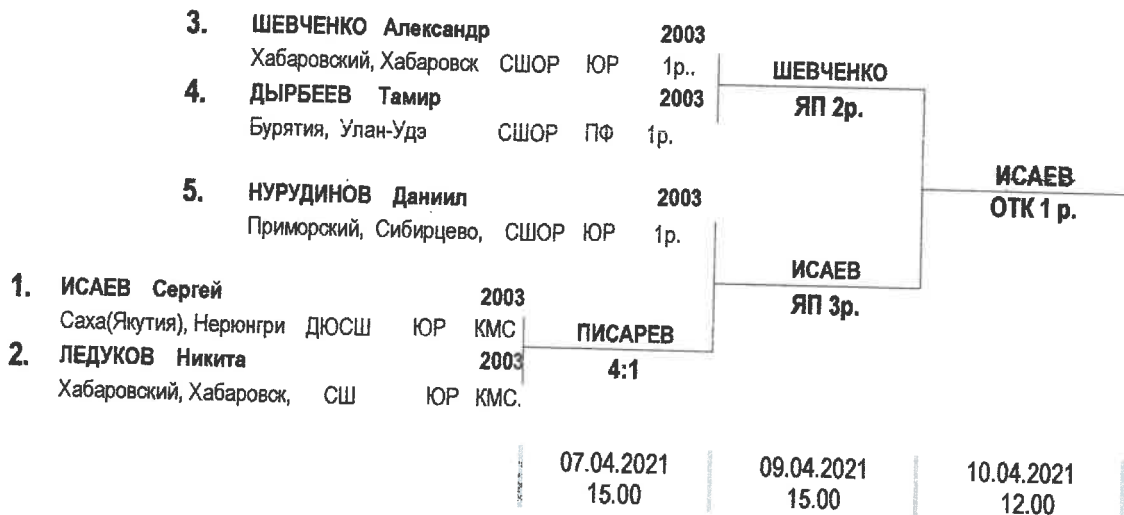 3. ШЕВЧЕНКО Александр 2003
Хабаровский, Хабаровск СШОР ЮР 1р..
ШЕВЧЕНКО
4. ДЫРБЕЕВ Тамир 2003
ЯП 2р.
Бурятия, Улан-Удэ СШОР ПФ 1р.
ИСАЕВ
5. НУРУДИНОВ Даниил 2003
ОТК 1 р.
Приморский, Сибирцево, СШОР ЮР 1р.
ИСАЕВ
1. ИСАЕВ Сергей 2003
ЯП 3р.
Саха(Якутия), Нерюнгри ДЮСШ ЮР КМС
ПИСАРЕВ
2. ЛЕДУКОВ Никита 2003
4:1
Хабаровский, Хабаровск, СШ ЮР КМС.
07.04.2021 09.04.2021 10.04.2021
15.00 15.00 12.00